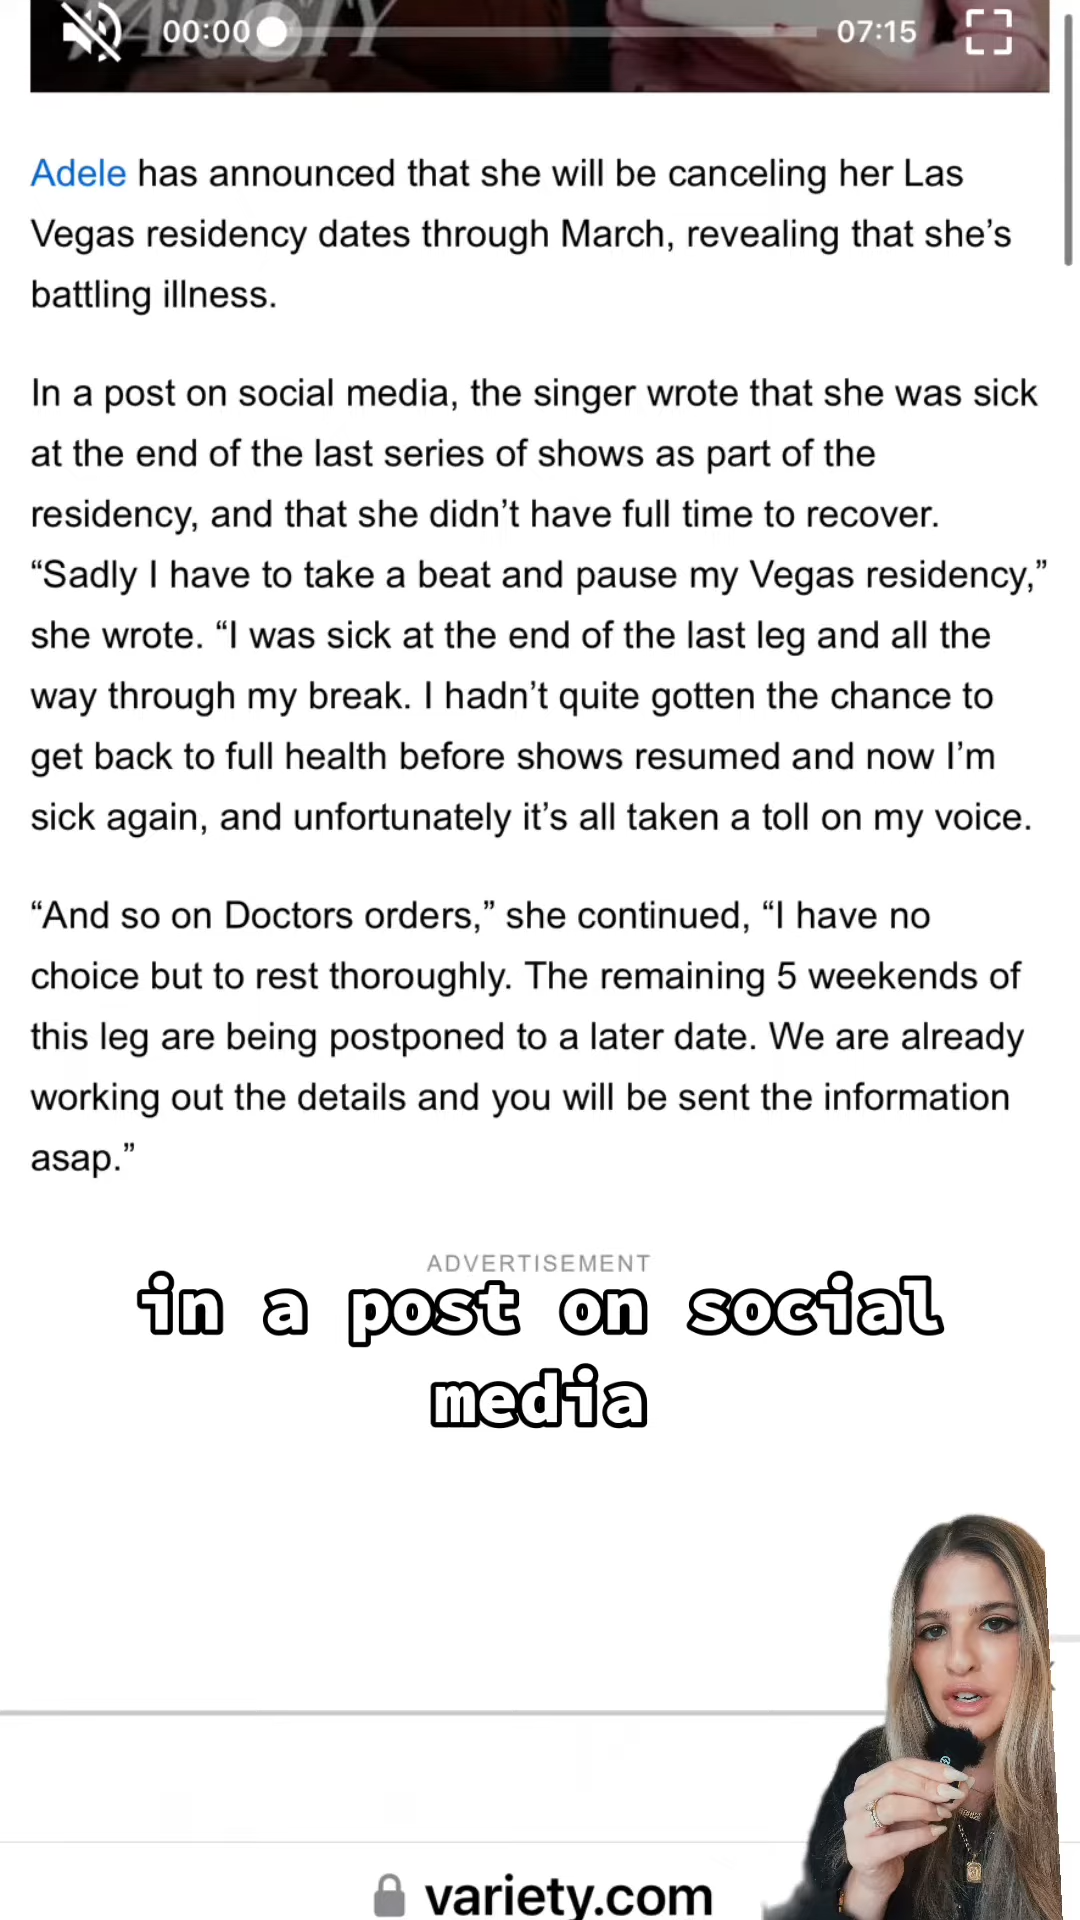 VARIETY
00:00
07:15
Adele has announced that she will be canceling her Las
Vegas residency dates through March, revealing that she’s
battling illness.
In a post on social media, the singer wrote that she was sick
at the end of the last series of shows as part of the
residency, and that she didn’t have full time to recover.
“Sadly I have to take a beat and pause my Vegas residency,”
she wrote. “I was sick at the end of the last leg and all the
way through my break. I hadn’t quite gotten the chance to
get back to full health before shows resumed and now I’m
sick again, and unfortunately it’s all taken a toll on my voice.
“And so on Doctors orders,” she continued, “I have no
choice but to rest thoroughly. The remaining 5 weekends of
this leg are being postponed to a later date. We are already
working out the details and you will be sent the information
asap.”
ADVERTISEMENT
in a post on social
media
variety.com